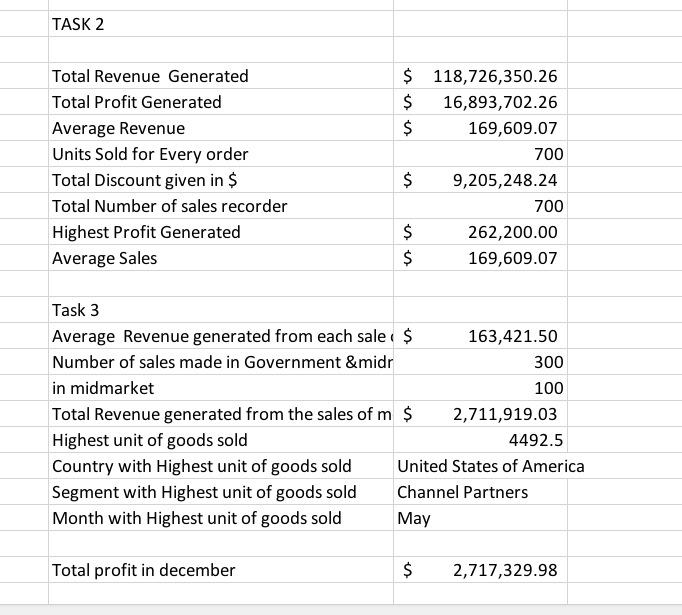 TASK 2
Total Revenue  Generated $ 118,726,350.26
Total Profit Generated $ 16,893,702.26
Average Revenue $ 169,609.07
Units Sold for Every order 700
Total Discount given in $ $ 9,205,248.24
Total Number of sales recorder 700
Highest Profit Generated $ 262,200.00
Average Sales $ 169,609.07
Task 3
Average  Revenue generated from each sale $ 163,421.50
Number of sales made in Government & 300
in midmarket 100
Total Revenue generated from the sales of $ 2,711,919.03
Highest unit of goods sold 4492.5
Country with Highest unit of goods sold United States of America
Segment with Highest unit of goods sold Channel Partners
Month with Highest unit of goods sold May
Total profit in december $ 2,717,329.98